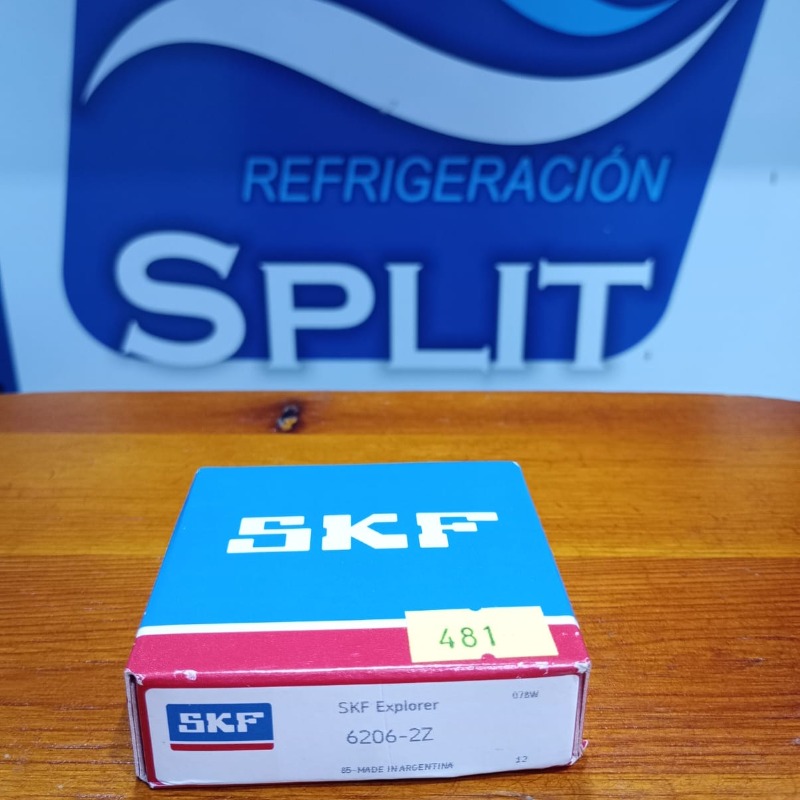 REFRIGERACIÓN
SPLIT
SKF
481
SKF
SKF Explorer
078W
6206-2Z
85-MADE IN ARGENTINA
12